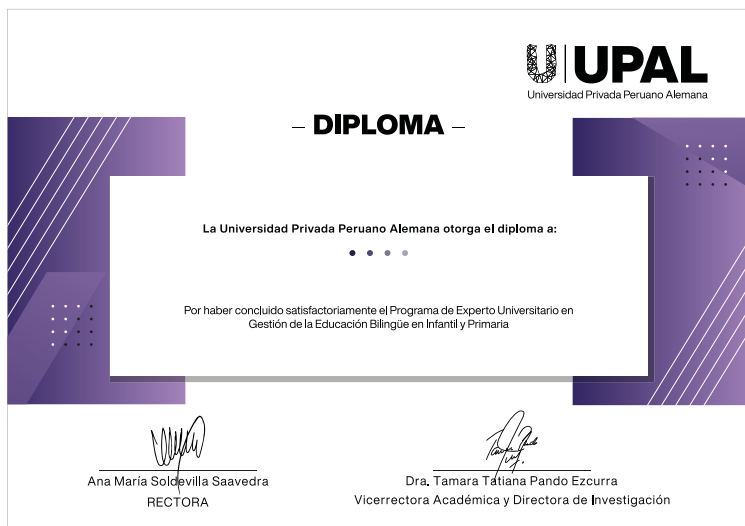 UPAL
Universidad Privada Peruano Alemana
– DIPLOMA –
La Universidad Privada Peruano Alemana otorga el diploma a:
Por haber concluido satisfactoriamente el Programa de Experto Universitario en
Gestión de la Educación Bilingüe en Infantil y Primaria
Ana María Soldevilla Saavedra
RECTORA
Dra. Tamara Tatiana Pando Ezcurra
Vicerrectora Académica y Directora de Investigación